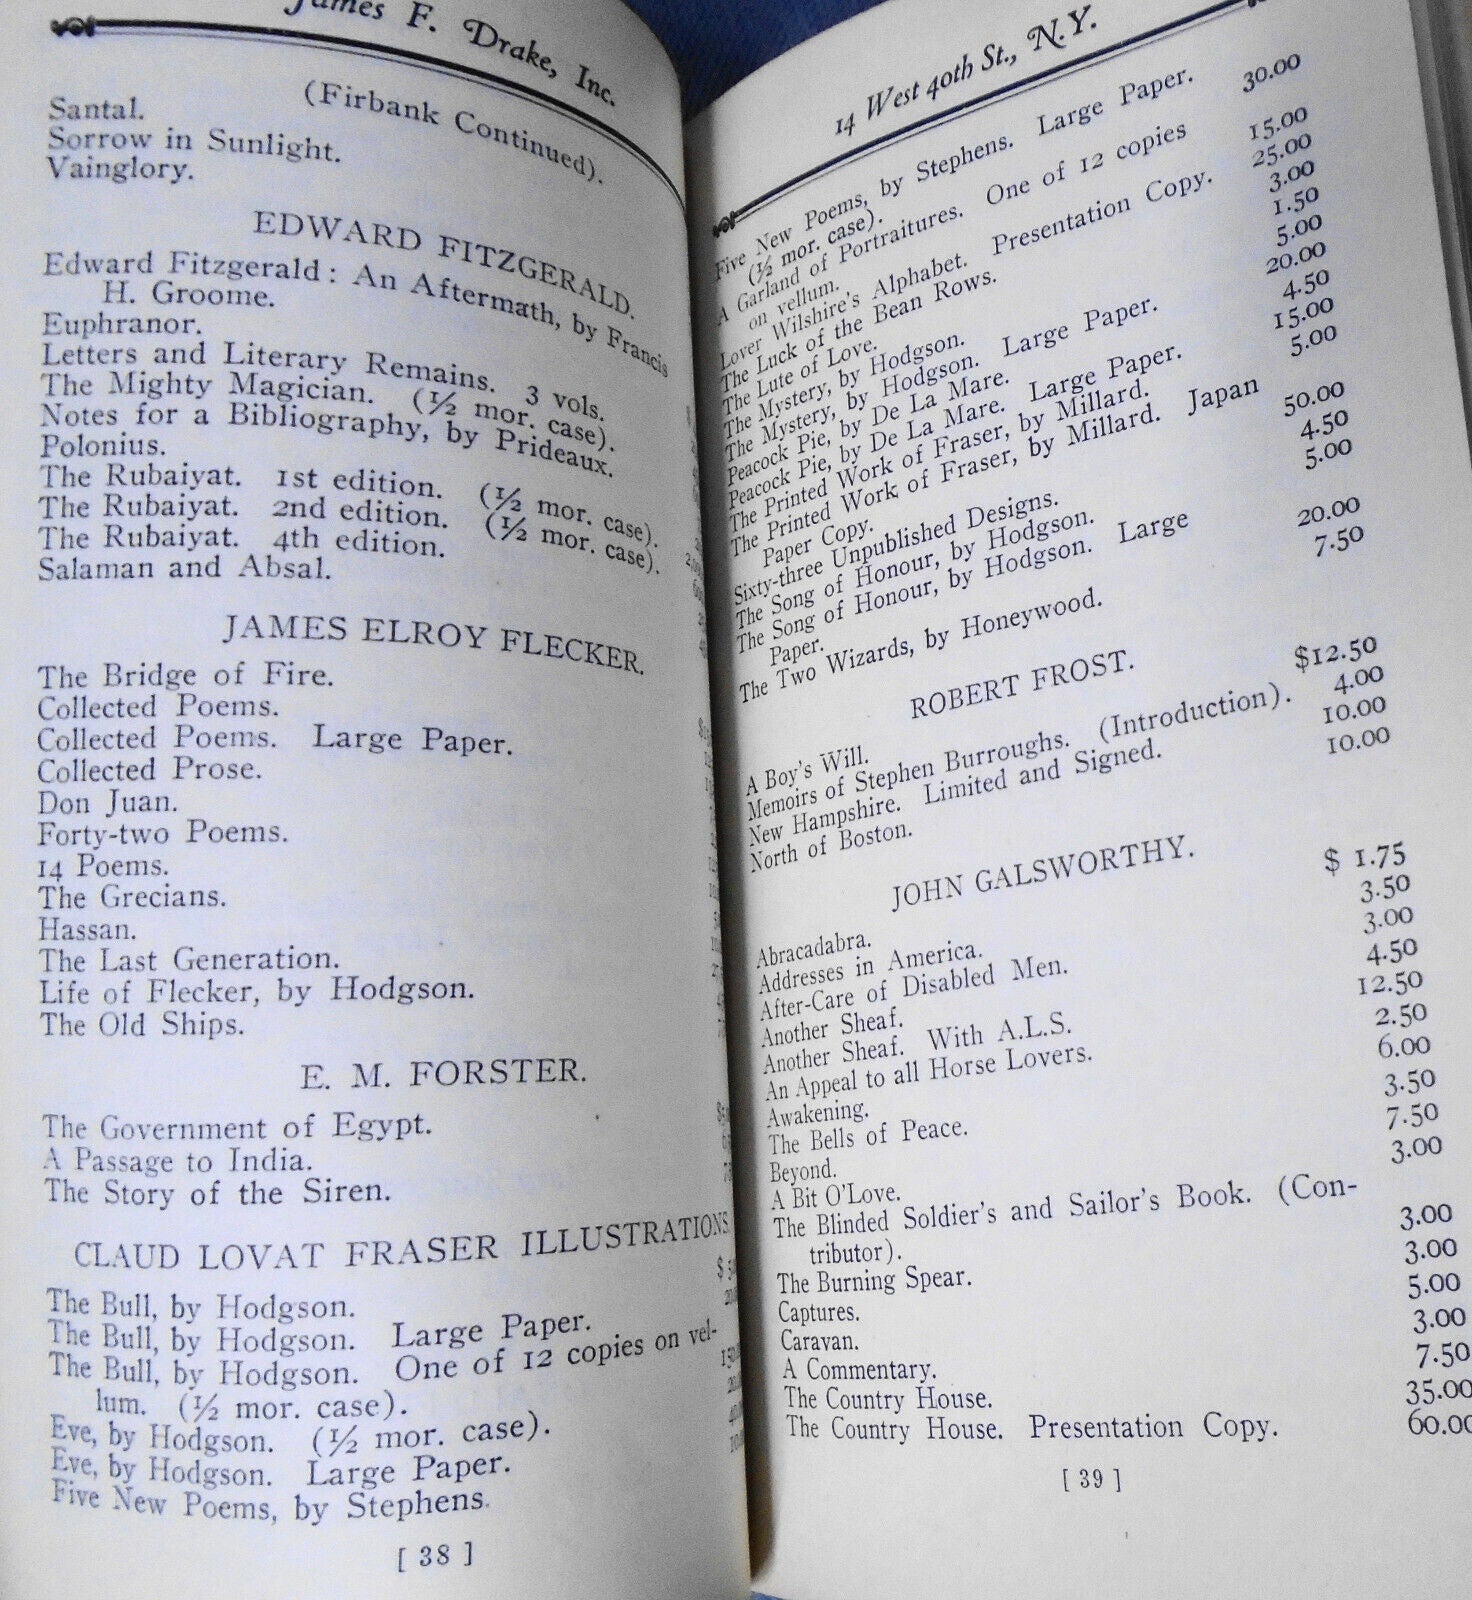 James F. Drake, Inc.
(Firbank Continued).
Santal.
Sorrow in Sunlight.
Vainglory.
EDWARD FITZGERALD.
Edward Fitzgerald: An Aftermath, by Francis
H. Groome.
Euphranor.
Letters and Literary Remains. 3 vols.
The Mighty Magician. (½ mor. case).
Notes for a Bibliography, by Prideaux.
Polonius.
The Rubaiyat. 1st edition. (½ mor. case).
The Rubaiyat. 2nd edition. (½ mor. case).
The Rubaiyat. 4th edition.
Salaman and Absal.
JAMES ELROY FLECKER.
The Bridge of Fire.
Collected Poems.
Collected Poems. Large Paper.
Collected Prose.
Don Juan.
Forty-two Poems.
14 Poems.
The Grecians.
Hassan.
The Last Generation.
Life of Flecker, by Hodgson.
The Old Ships.
E. M. FORSTER.
The Government of Egypt.
A Passage to India.
The Story of the Siren.
CLAUD LOVAT FRASER ILLUSTRATIONS
The Bull, by Hodgson.
The Bull, by Hodgson. Large Paper.
The Bull, by Hodgson. One of 12 copies on vel-
lum. (½ mor. case).
Eve, by Hodgson. (½ mor. case).
Eve, by Hodgson. Large Paper.
Five New Poems, by Stephens.
[ 38 ]
14 West 40th St., N.Y.
Five New Poems, by Stephens. Large Paper. 30.00
(½ mor. case).
A Garland of Portraitures. One of 12 copies
on vellum. 15.00
Lover Wilshire's Alphabet. Presentation Copy. 25.00
The Luck of the Bean Rows. 3.00
The Lute of Love. 1.50
The Mystery, by Hodgson. 5.00
The Mystery, by Hodgson. Large Paper. 20.00
Peacock Pie, by De La Mare. 4.50
Peacock Pie, by De La Mare. Large Paper. 15.00
The Printed Work of Fraser, by Millard. 5.00
The Printed Work of Fraser, by Millard. Japan
Paper Copy. 50.00
Sixty-three Unpublished Designs. 4.50
The Song of Honour, by Hodgson. 5.00
The Song of Honour, by Hodgson. Large
Paper. 20.00
The Two Wizards, by Honeywood. 7.50
ROBERT FROST.
A Boy's Will. $12.50
Memoirs of Stephen Burroughs. (Introduction). 4.00
New Hampshire. Limited and Signed. 10.00
North of Boston. 10.00
JOHN GALSWORTHY.
Abracadabra. $ 1.75
Addresses in America. 3.50
After-Care of Disabled Men. 3.00
Another Sheaf. 4.50
Another Sheaf. With A.L.S. 12.50
An Appeal to all Horse Lovers. 2.50
Awakening. 6.00
The Bells of Peace. 3.50
Beyond. 7.50
A Bit O'Love. 3.00
The Blinded Soldier's and Sailor's Book. (Con-
tributor). 3.00
The Burning Spear. 3.00
Captures. 5.00
Caravan. 3.00
A Commentary. 7.50
The Country House. 35.00
The Country House. Presentation Copy. 60.00
[ 39 ]